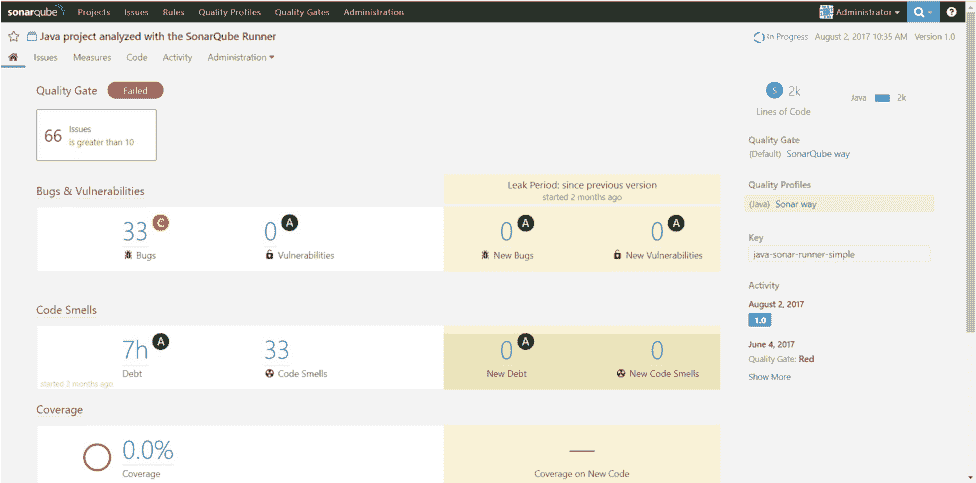 sonarqube Projects Issues Rules Quality Profiles Quality Gates Administration Administrator ?
Java project analyzed with the SonarQube Runner
In Progress August 2, 2017 10:35 AM Version 1.0
Issues Measures Code Activity Administration
Quality Gate Failed
66 Issues
is greater than 10
Bugs & Vulnerabilities
Leak Period: since previous version
started 2 months ago
33 C 0 A 0 A 0 A
Bugs Vulnerabilities New Bugs New Vulnerabilities
Code Smells
7h A 33 0 A 0
Debt Code Smells New Debt New Code Smells
started 2 months ago
Coverage
0.0%
Coverage Coverage on New Code
S 2k
Lines of Code
Java 2k
Quality Gate
(Default) SonarQube way
Quality Profiles
(Java) Sonar way
Key
java-sonar-runner-simple
Activity
August 2, 2017
1.0
June 4, 2017
Quality Gate: Red
Show More